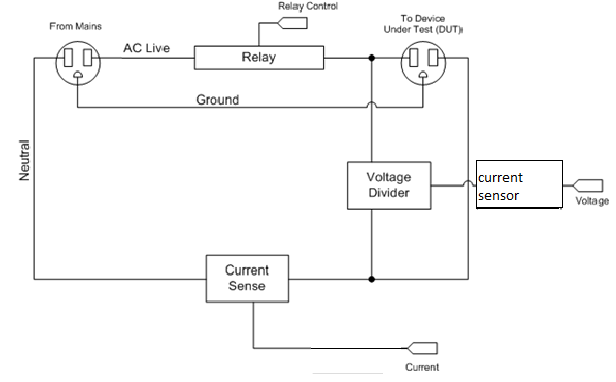 Relay Control
From Mains
To Device
Under Test (DUT)
AC Live
Relay
Ground
Neutrall
Voltage
Divider
current
sensor
Voltage
Current
Sense
Current